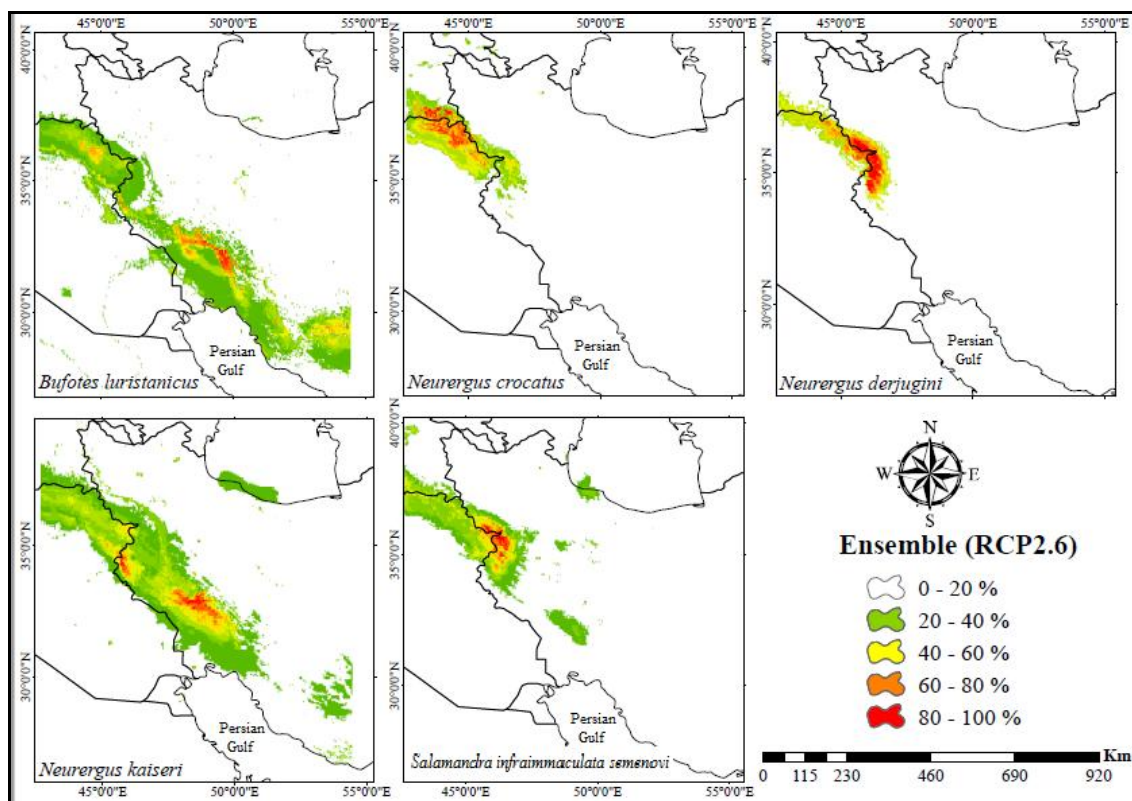 45°0'0"E 50°0'0"E 55°0'0"E
45°0'0"E 50°0'0"E 55°0'0"E
45°0'0"E 50°0'0"E 55°0'0"E
40°0'0"N
35°0'0"N
30°0'0"N
Persian
Gulf
Bufotes luristanicus
40°0'0"N
35°0'0"N
30°0'0"N
Persian
Gulf
Neurergus crocatus
40°0'0"N
35°0'0"N
30°0'0"N
Persian
Gulf
Neurergus derjugini
35°0'0"N
30°0'0"N
Persian
Gulf
Neurergus kaiseri
45°0'0"E 50°0'0"E 55°0'0"E
40°0'0"N
35°0'0"N
30°0'0"N
Persian
Gulf
Salamandra infraimmaculata semenovi
45°0'0"E 50°0'0"E 55°0'0"E
N
W E
S
Ensemble (RCP2.6)
0 - 20 %
20 - 40 %
40 - 60 %
60 - 80 %
80 - 100 %
Km
0 115 230 460 690 920